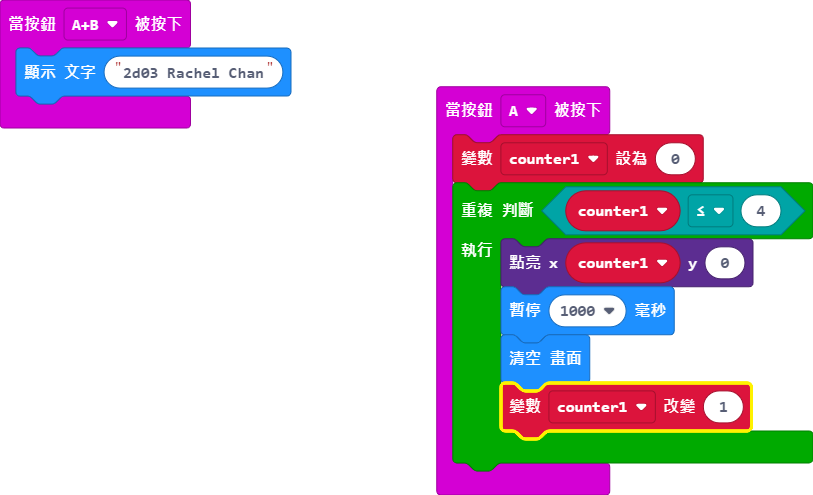 當按鈕 A+B 被按下
顯示 文字 "2d03 Rachel Chan"
當按鈕 A 被按下
變數 counter1 設為 0
重複 判斷 counter1 ≤ 4
執行
點亮 x counter1 y 0
暫停 1000 毫秒
清空 畫面
變數 counter1 改變 1